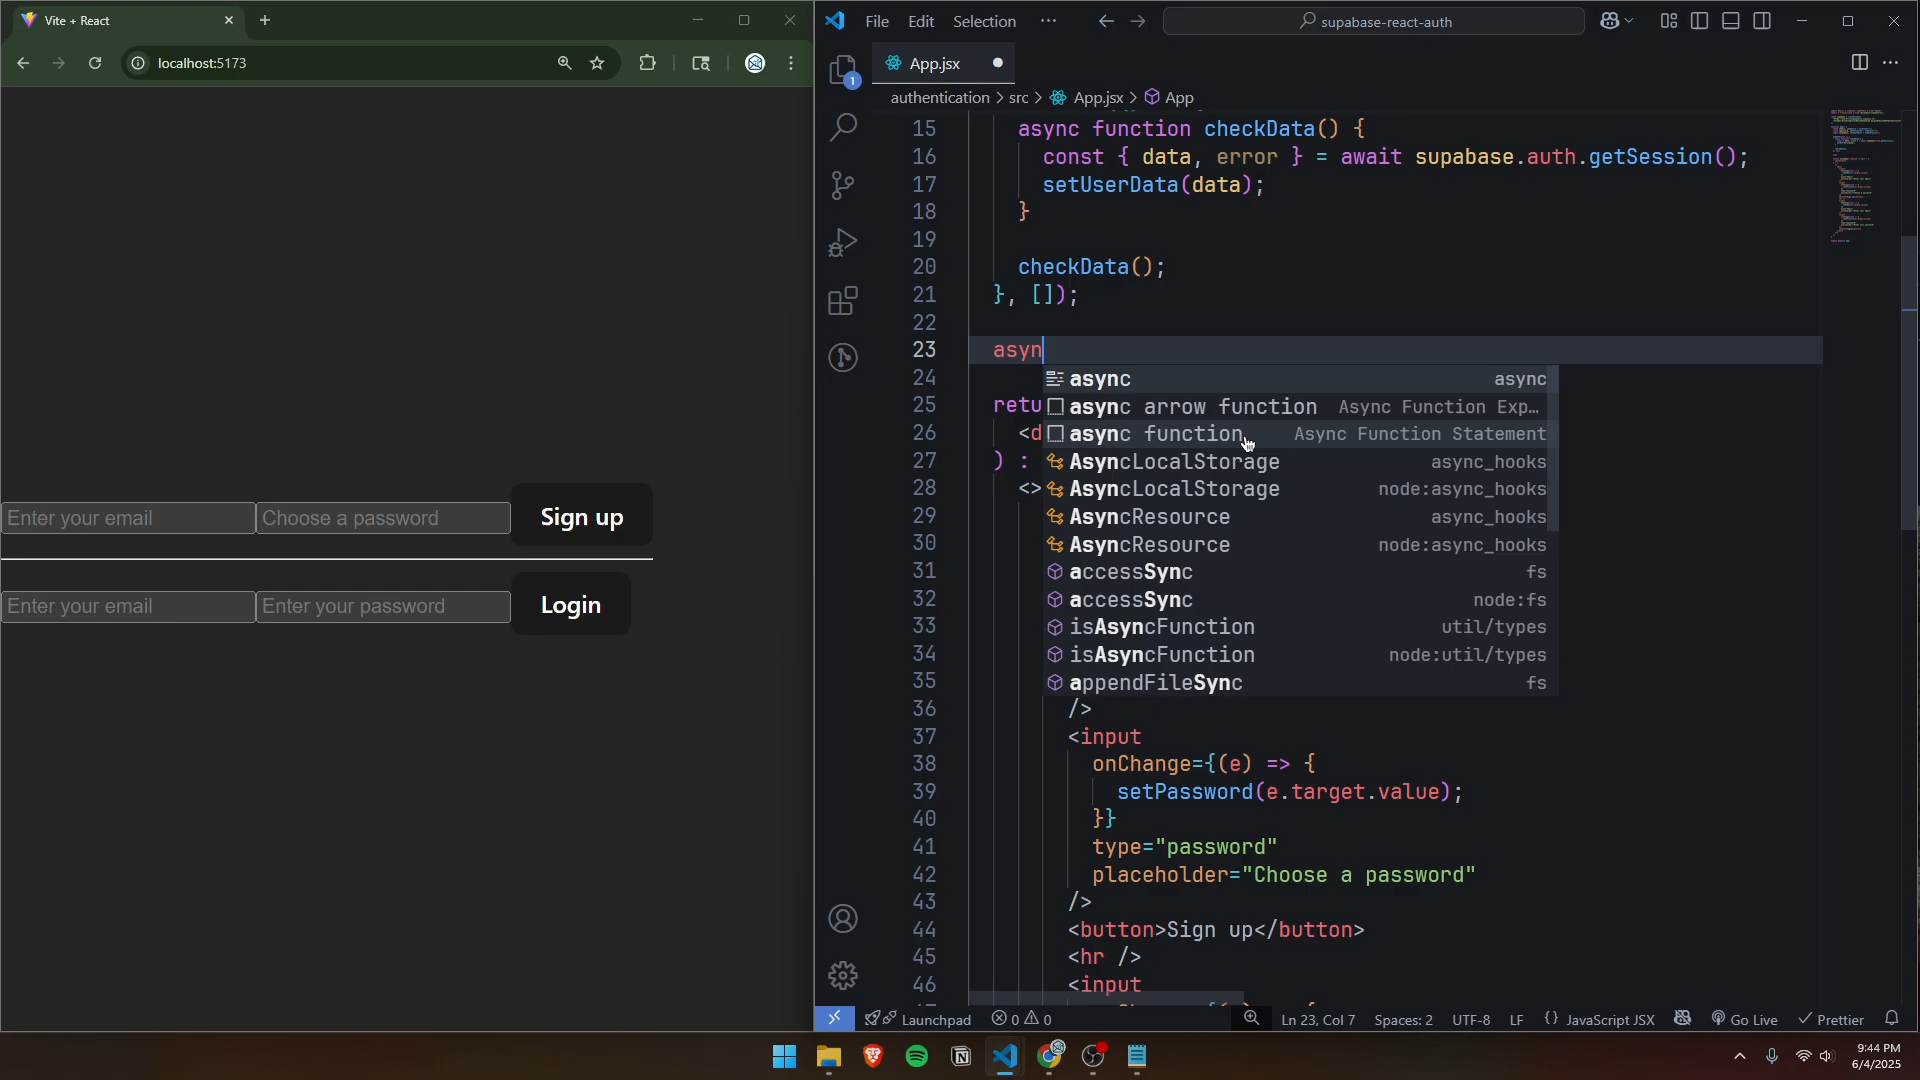 Vite + React
localhost:5173
Enter your email
Choose a password
Sign up
Enter your email
Enter your password
Login
File Edit Selection ···
supabase-react-auth
1
App.jsx
authentication > src > App.jsx > App
15 async function checkData() {
16 const { data, error } = await supabase.auth.getSession();
17 setUserData(data);
18 }
19
20 checkData();
21 }, []);
22
23 asyn
24
25 retu
26 <d
27 ) :
28 <>
29
30
31
32
33
34
35
36 />
37 <input
38 onChange={(e) => {
39 setPassword(e.target.value);
40 }}
41 type="password"
42 placeholder="Choose a password"
43 />
44 <button>Sign up</button>
45 <hr />
46 <input
async async
async arrow function Async Function Exp…
async function Async Function Statement
AsyncLocalStorage async_hooks
AsyncLocalStorage node:async_hooks
AsyncResource async_hooks
AsyncResource node:async_hooks
accessSync fs
accessSync node:fs
isAsyncFunction util/types
isAsyncFunction node:util/types
appendFileSync fs
Launchpad 0 0 Ln 23, Col 7 Spaces: 2 UTF-8 LF {} JavaScript JSX Go Live Prettier
9:44 PM
6/4/2025